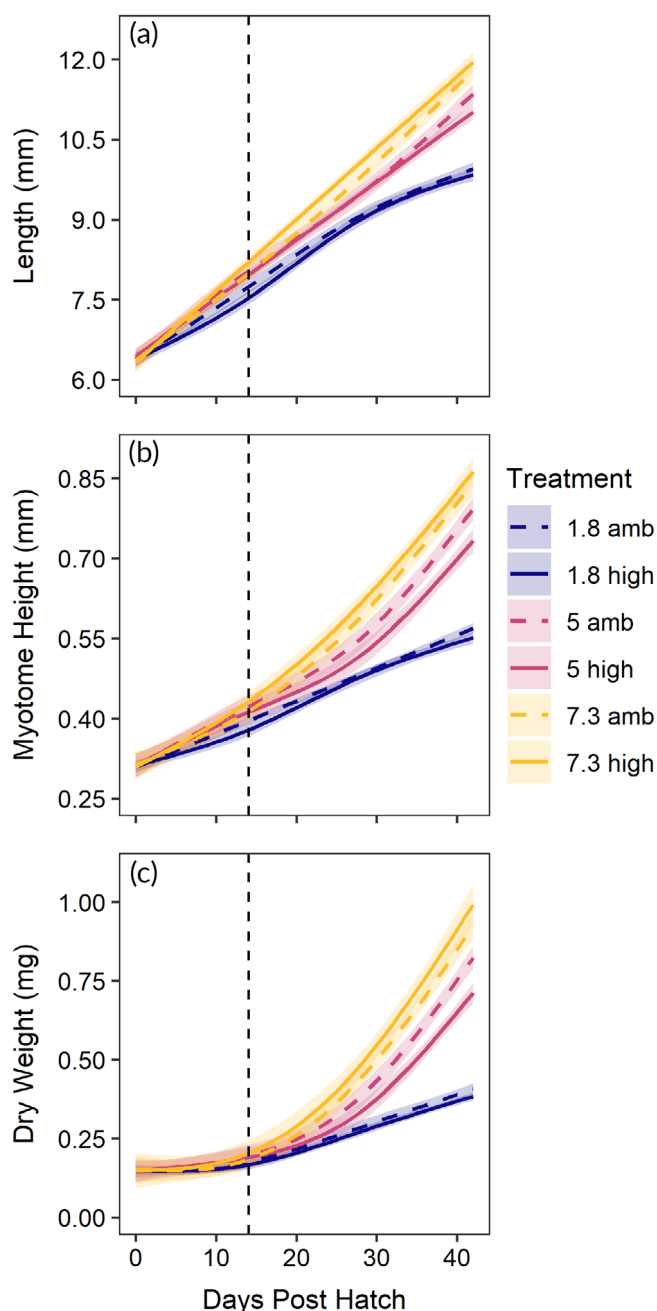 (a)
12.0
10.5
9.0
7.5
6.0
Length (mm)
(b)
0.85
0.70
0.55
0.40
0.25
Myotome Height (mm)
Treatment
1.8 amb
1.8 high
5 amb
5 high
7.3 amb
7.3 high
(c)
1.00
0.75
0.50
0.25
0.00
Dry Weight (mg)
0 10 20 30 40
Days Post Hatch